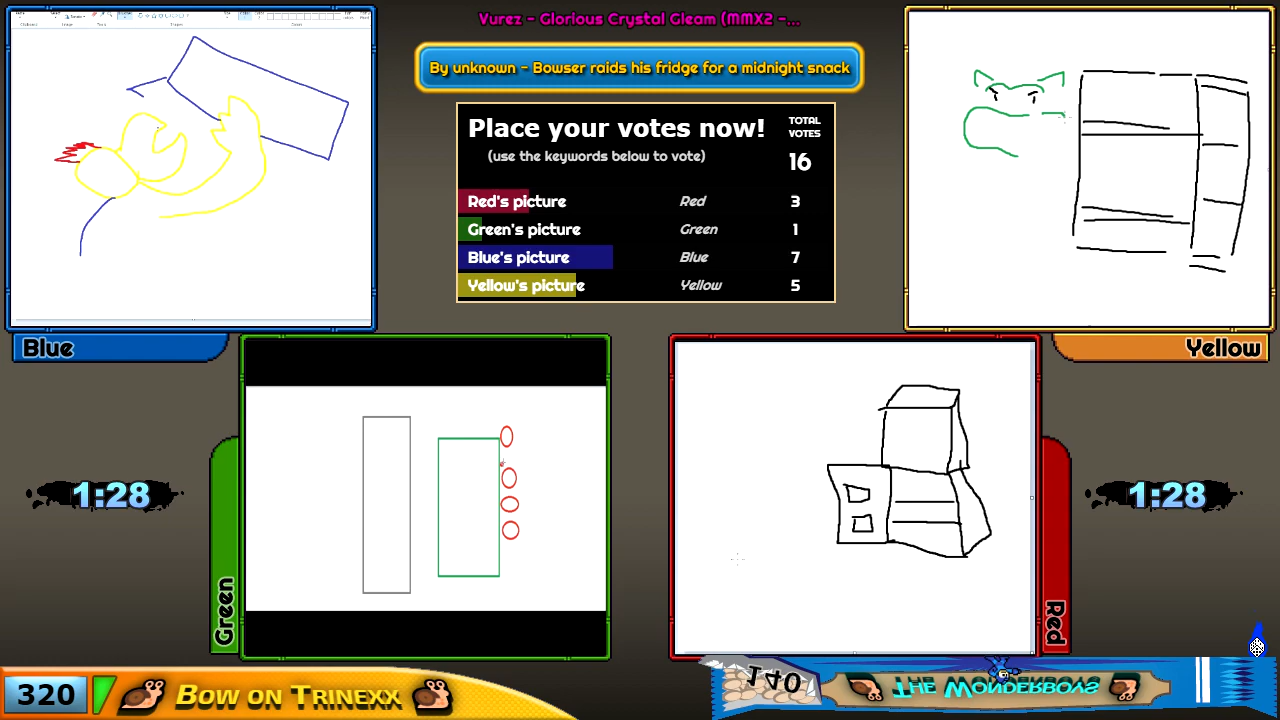 Vurez - Glorious Crystal Gleam (MMX2 -...
By unknown - Bowser raids his fridge for a midnight snack
Place your votes now!
TOTAL VOTES
(use the keywords below to vote)
16
Red's picture Red 3
Green's picture Green 1
Blue's picture Blue 7
Yellow's picture Yellow 5
Blue
Yellow
Green
Red
1:28
1:28
320
Bow on Trinexx
140
The Wonderboys